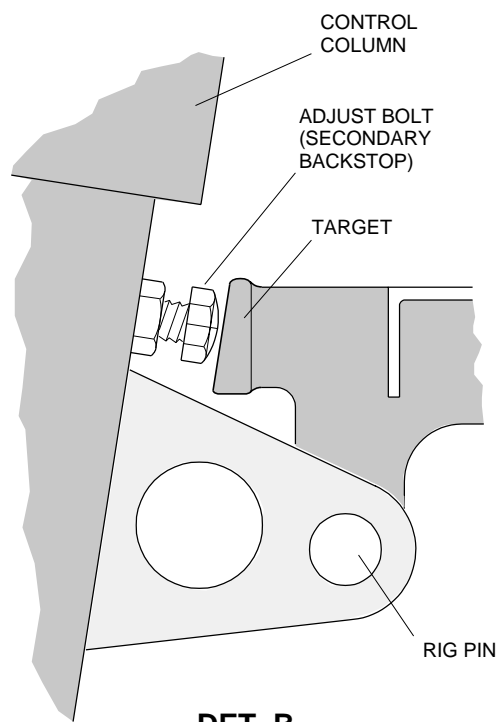 CONTROL
COLUMN
ADJUST BOLT
(SECONDARY
BACKSTOP)
TARGET
RIG PIN
DET. B